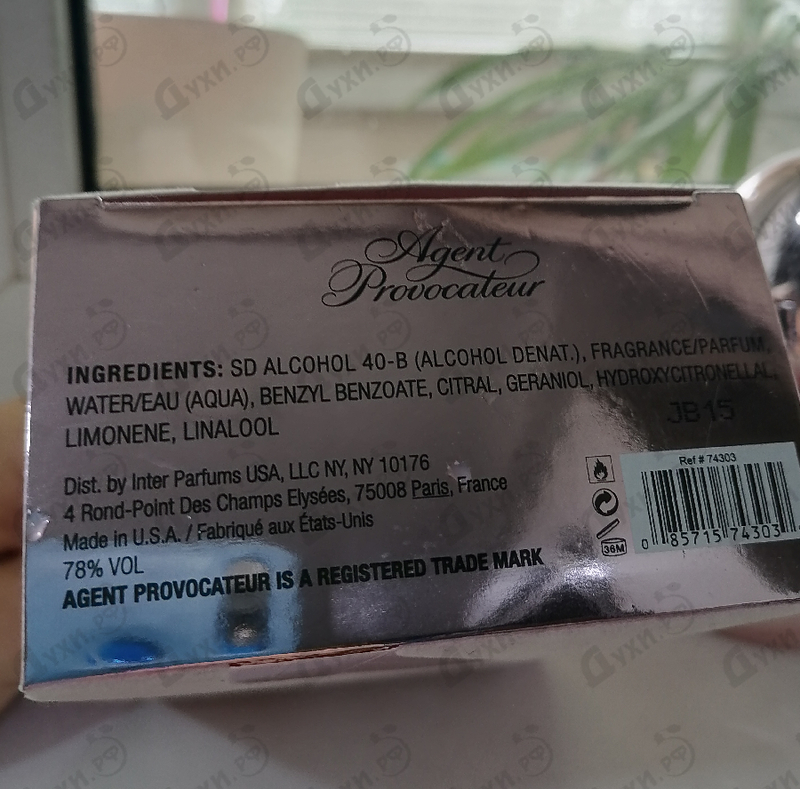 Agent
Provocateur
INGREDIENTS: SD ALCOHOL 40-B (ALCOHOL DENAT.), FRAGRANCE/PARFUM,
WATER/EAU (AQUA), BENZYL BENZOATE, CITRAL, GERANIOL, HYDROXYCITRONELLAL,
LIMONENE, LINALOOL
JB15
Dist. by Inter Parfums USA, LLC NY, NY 10176
4 Rond-Point Des Champs Elysées, 75008 Paris, France
Made in U.S.A. / Fabriqué aux États-Unis
78% VOL
AGENT PROVOCATEUR IS A REGISTERED TRADE MARK
36M
Ref # 74303
0 85715 74303
Духи.РФ